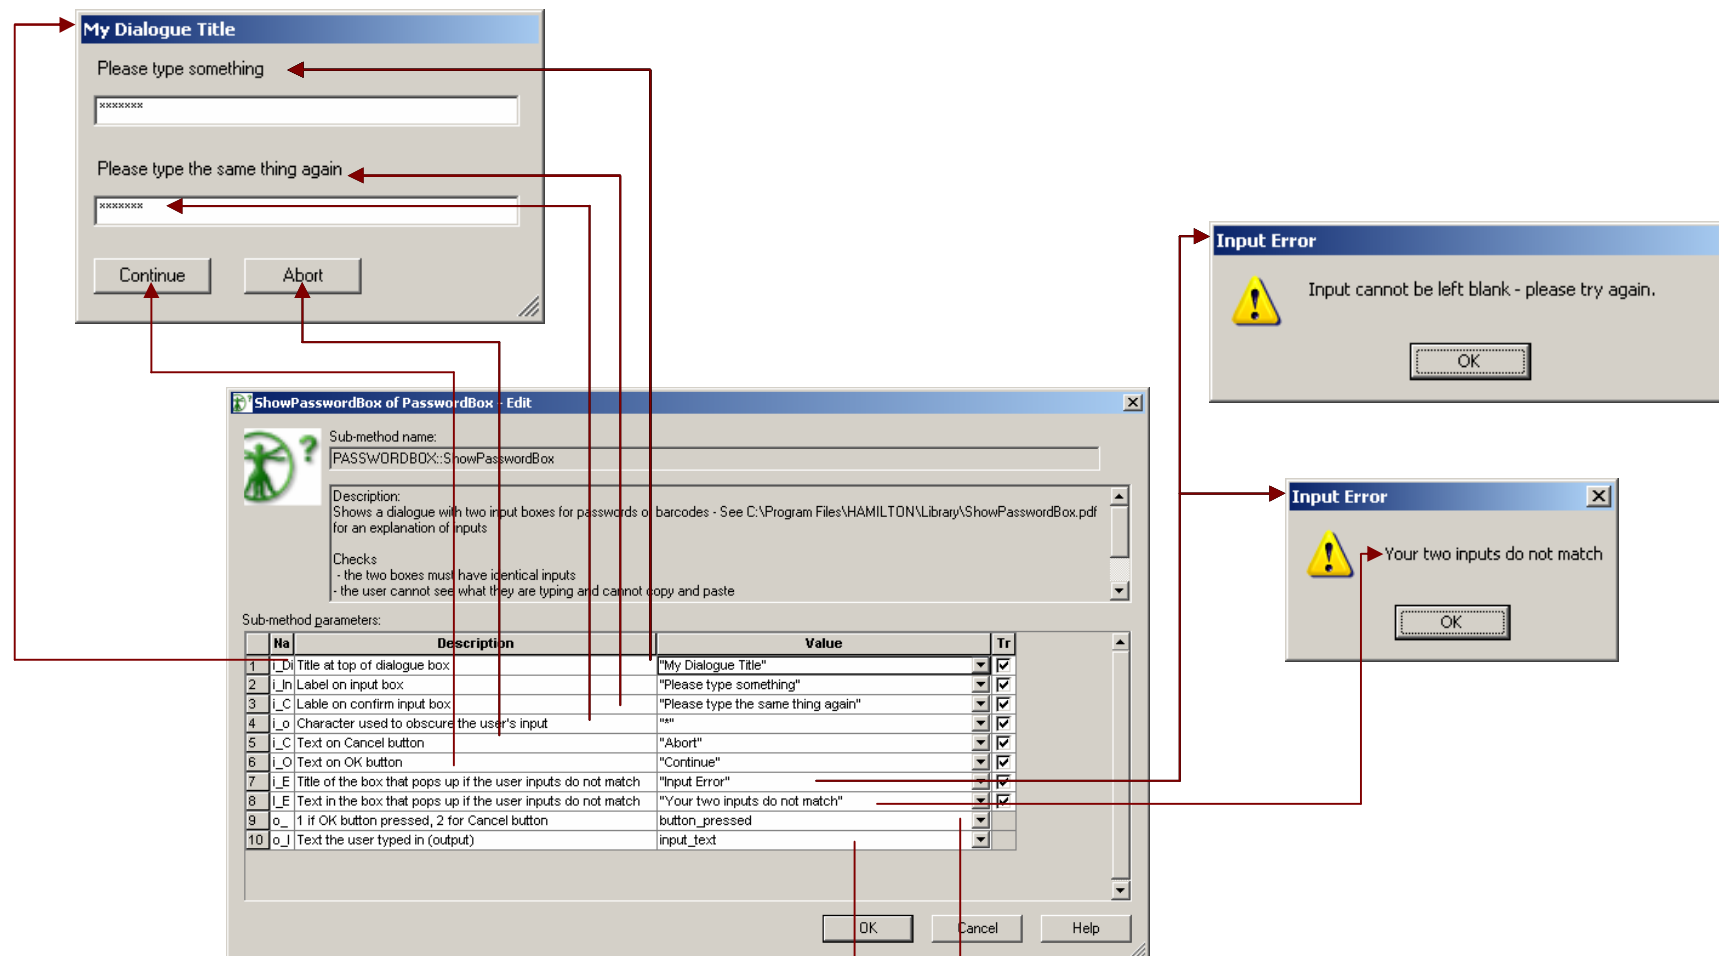 My Dialogue Title
Please type something
*******
Please type the same thing again
*******
Continue
Abort
Input Error
Input cannot be left blank - please try again.
OK
Input Error
Your two inputs do not match
OK
ShowPasswordBox of PasswordBox - Edit
Sub-method name:
PASSWORDBOX::ShowPasswordBox
Description:
Shows a dialogue with two input boxes for passwords or barcodes - See C:\Program Files\HAMILTON\Library\ShowPasswordBox.pdf
for an explanation of inputs
Checks
- the two boxes must have identical inputs
- the user cannot see what they are typing and cannot copy and paste
Sub-method parameters:
Na Description Value Tr
1 i_Di Title at top of dialogue box "My Dialogue Title"
2 i_In Label on input box "Please type something"
3 i_C Lable on confirm input box "Please type the same thing again"
4 i_o Character used to obscure the user's input "*"
5 i_C Text on Cancel button "Abort"
6 i_O Text on OK button "Continue"
7 i_E Title of the box that pops up if the user inputs do not match "Input Error"
8 I_E Text in the box that pops up if the user inputs do not match "Your two inputs do not match"
9 o_ 1 if OK button pressed, 2 for Cancel button button_pressed
10 o_I Text the user typed in (output) input_text
OK
Cancel
Help